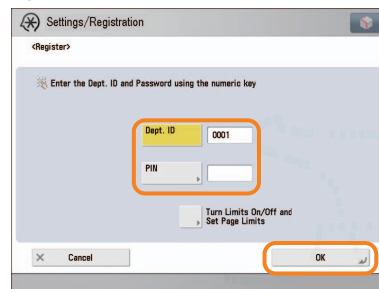 Settings/Registration
<Register>
Enter the Dept. ID and Password using the numeric key
Dept. ID
0001
PIN
Turn Limits On/Off and
Set Page Limits
Cancel
OK